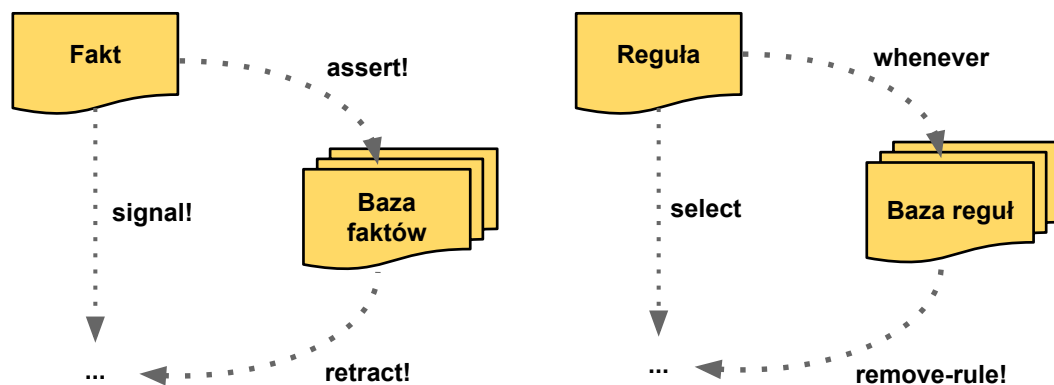 Fakt
assert!
signal!
Baza
faktów
...
retract!
Reguła
whenever
select
Baza reguł
...
remove-rule!